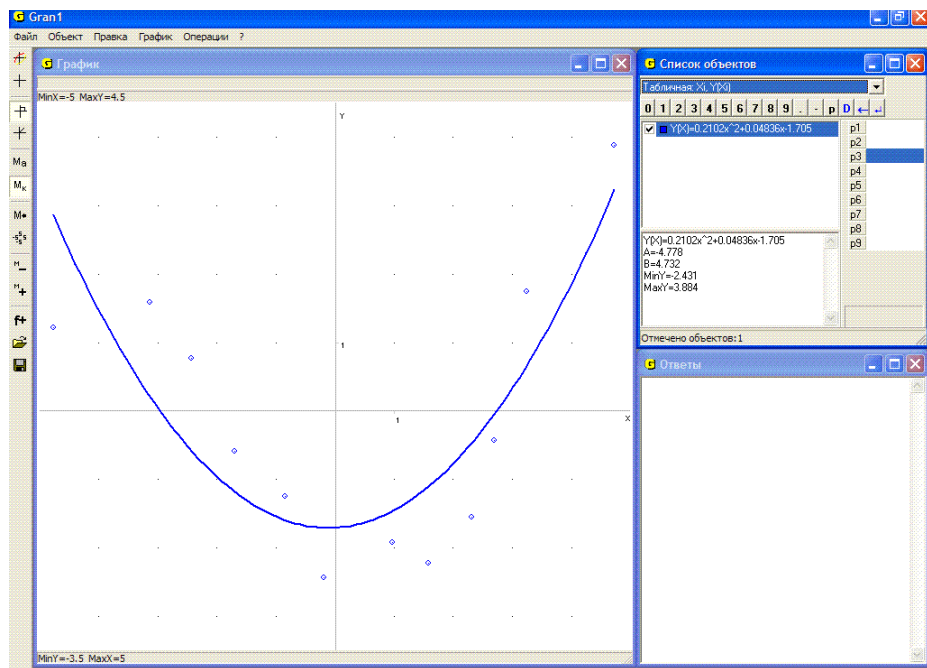 Gran1
Файл Объект Правка График Операции ?
График
MinX=-5 MaxY=4.5
Y
1
1
X
MinY=-3.5 MaxX=5
Ма
Мк
Список объектов
Табличная: Xi, Y(Xi)
0 1 2 3 4 5 6 7 8 9 . - p D ← ↵
Y(X)=0.2102x^2+0.04836x-1.705
p1
p2
p3
p4
p5
p6
p7
p8
p9
Y(X)=0.2102x^2+0.04836x-1.705
A=-4.778
B=4.732
MinY=-2.431
MaxY=3.884
Отмечено объектов:1
Ответы